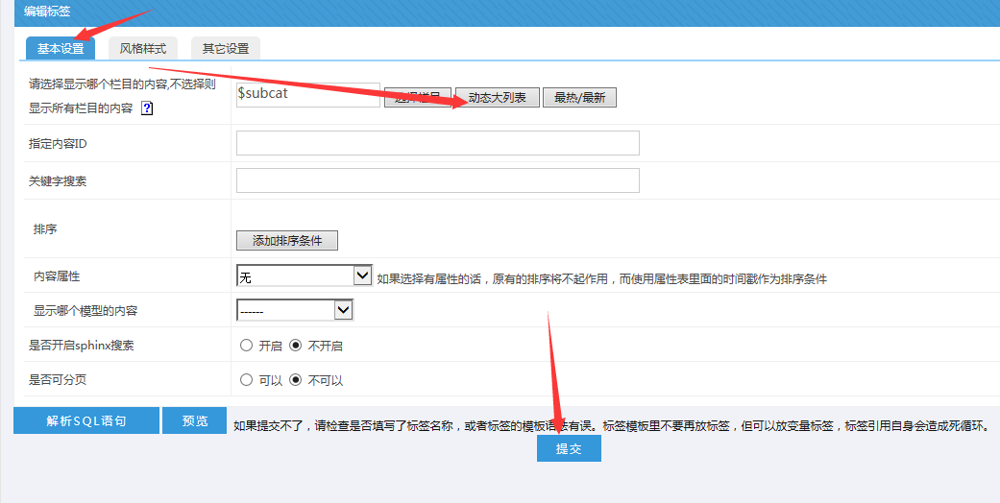 编辑标签
基本设置 风格样式 其它设置
请选择显示哪个栏目的内容,不选择则
显示所有栏目的内容 ?
$subcat 选择栏目 动态大列表 最热/最新
指定内容ID
关键字搜索
排序
添加排序条件
内容属性 无 如果选择有属性的话，原有的排序将不起作用，而使用属性表里面的时间戳作为排序条件
显示哪个模型的内容 ------
是否开启sphinx搜索 开启 不开启
是否可分页 可以 不可以
解析SQL语句 预览 如果提交不了，请检查是否填写了标签名称，或者标签的模板语法有误。标签模板里不要再放标签，但可以放变量标签，标签引用自身会造成死循环。
提交